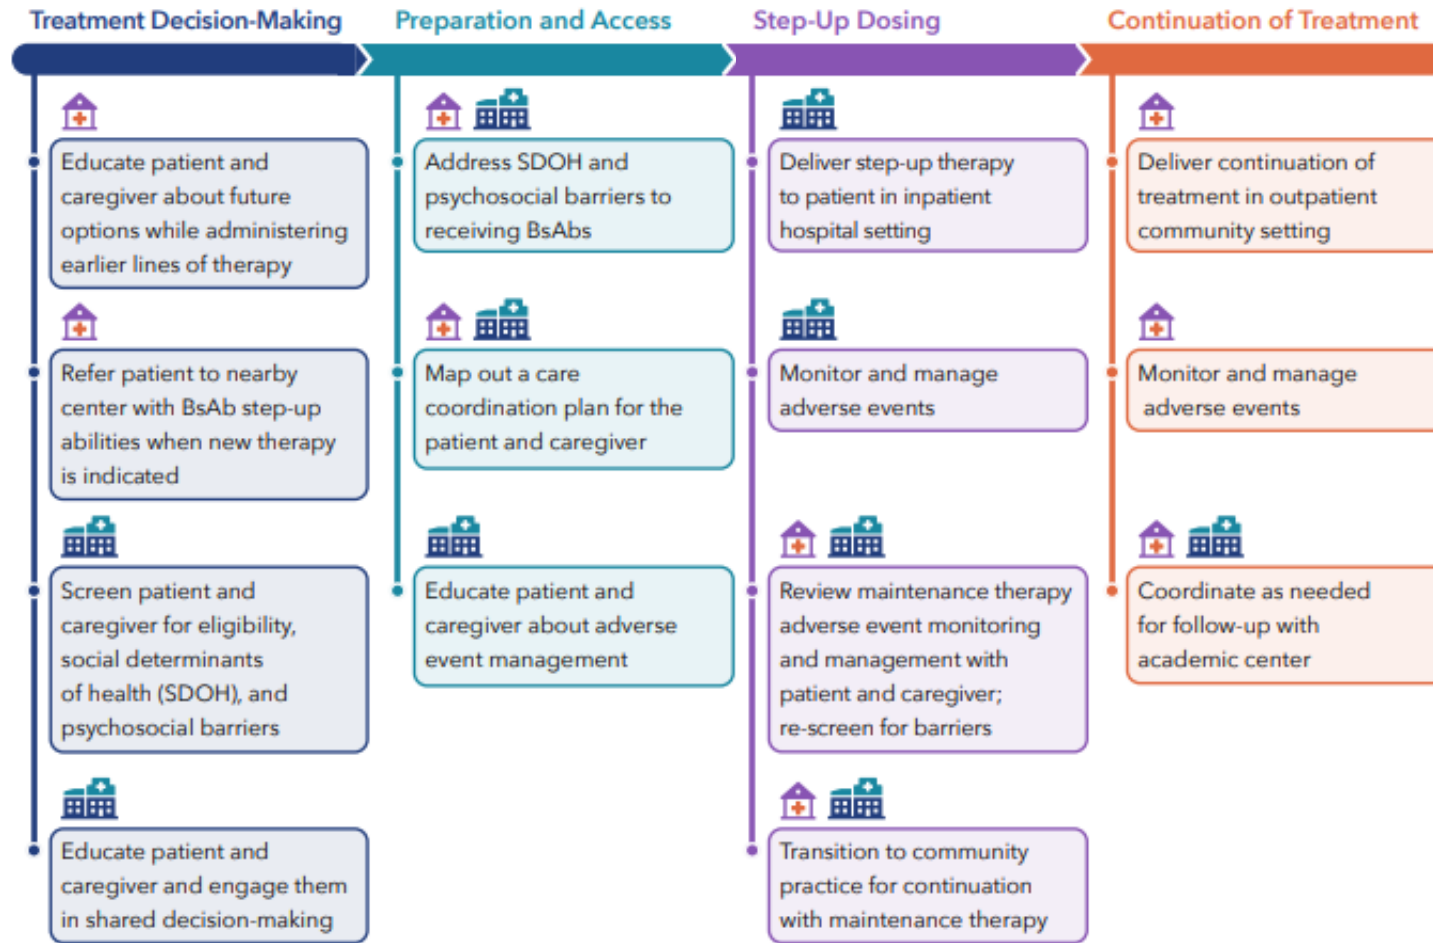 Treatment Decision-Making
Educate patient and
caregiver about future
options while administering
earlier lines of therapy
Refer patient to nearby
center with BsAb step-up
abilities when new therapy
is indicated
Screen patient and
caregiver for eligibility,
social determinants
of health (SDOH), and
psychosocial barriers
Educate patient and
caregiver and engage them
in shared decision-making
Preparation and Access
Address SDOH and
psychosocial barriers to
receiving BsAbs
Map out a care
coordination plan for the
patient and caregiver
Educate patient and
caregiver about adverse
event management
Step-Up Dosing
Deliver step-up therapy
to patient in inpatient
hospital setting
Monitor and manage
adverse events
Review maintenance therapy
adverse event monitoring
and management with
patient and caregiver;
re-screen for barriers
Transition to community
practice for continuation
with maintenance therapy
Continuation of Treatment
Deliver continuation of
treatment in outpatient
community setting
Monitor and manage
adverse events
Coordinate as needed
for follow-up with
academic center